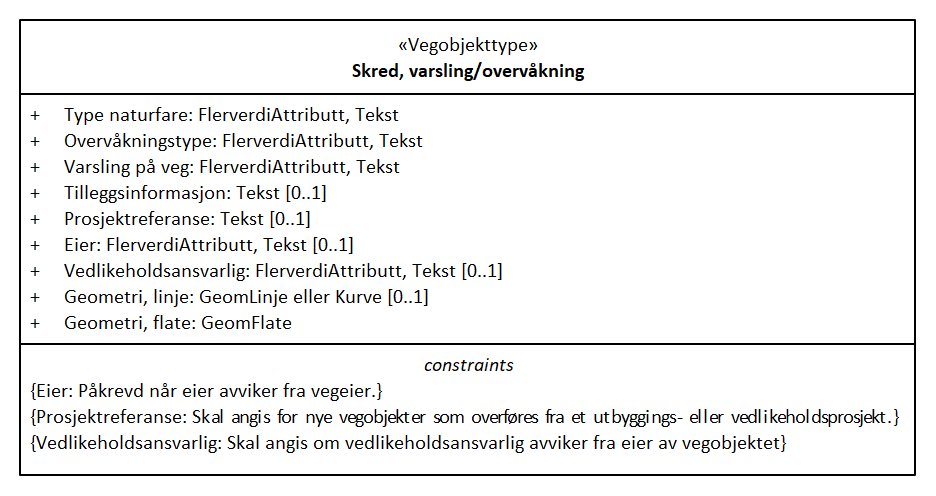 «Vegobjekttype»
Skred, varsling/overvåkning
+ Type naturfare: FlerverdiAttributt, Tekst
+ Overvåkningstype: FlerverdiAttributt, Tekst
+ Varsling på veg: FlerverdiAttributt, Tekst
+ Tilleggsinformasjon: Tekst [0..1]
+ Prosjektreferanse: Tekst [0..1]
+ Eier: FlerverdiAttributt, Tekst [0..1]
+ Vedlikeholdsansvarlig: FlerverdiAttributt, Tekst [0..1]
+ Geometri, linje: GeomLinje eller Kurve [0..1]
+ Geometri, flate: GeomFlate
constraints
{Eier: Påkrevd når eier avviker fra vegeier.}
{Prosjektreferanse: Skal angis for nye vegobjekter som overføres fra et utbyggings- eller vedlikeholdsprosjekt.}
{Vedlikeholdsansvarlig: Skal angis om vedlikeholdsansvarlig avviker fra eier av vegobjektet}